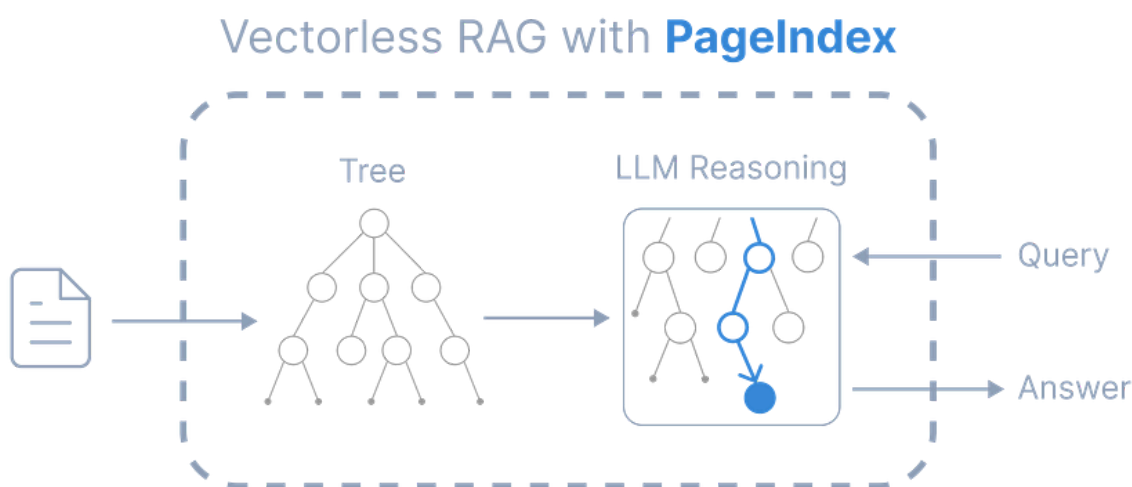 Vectorless RAG with PageIndex
Tree
LLM Reasoning
Query
Answer